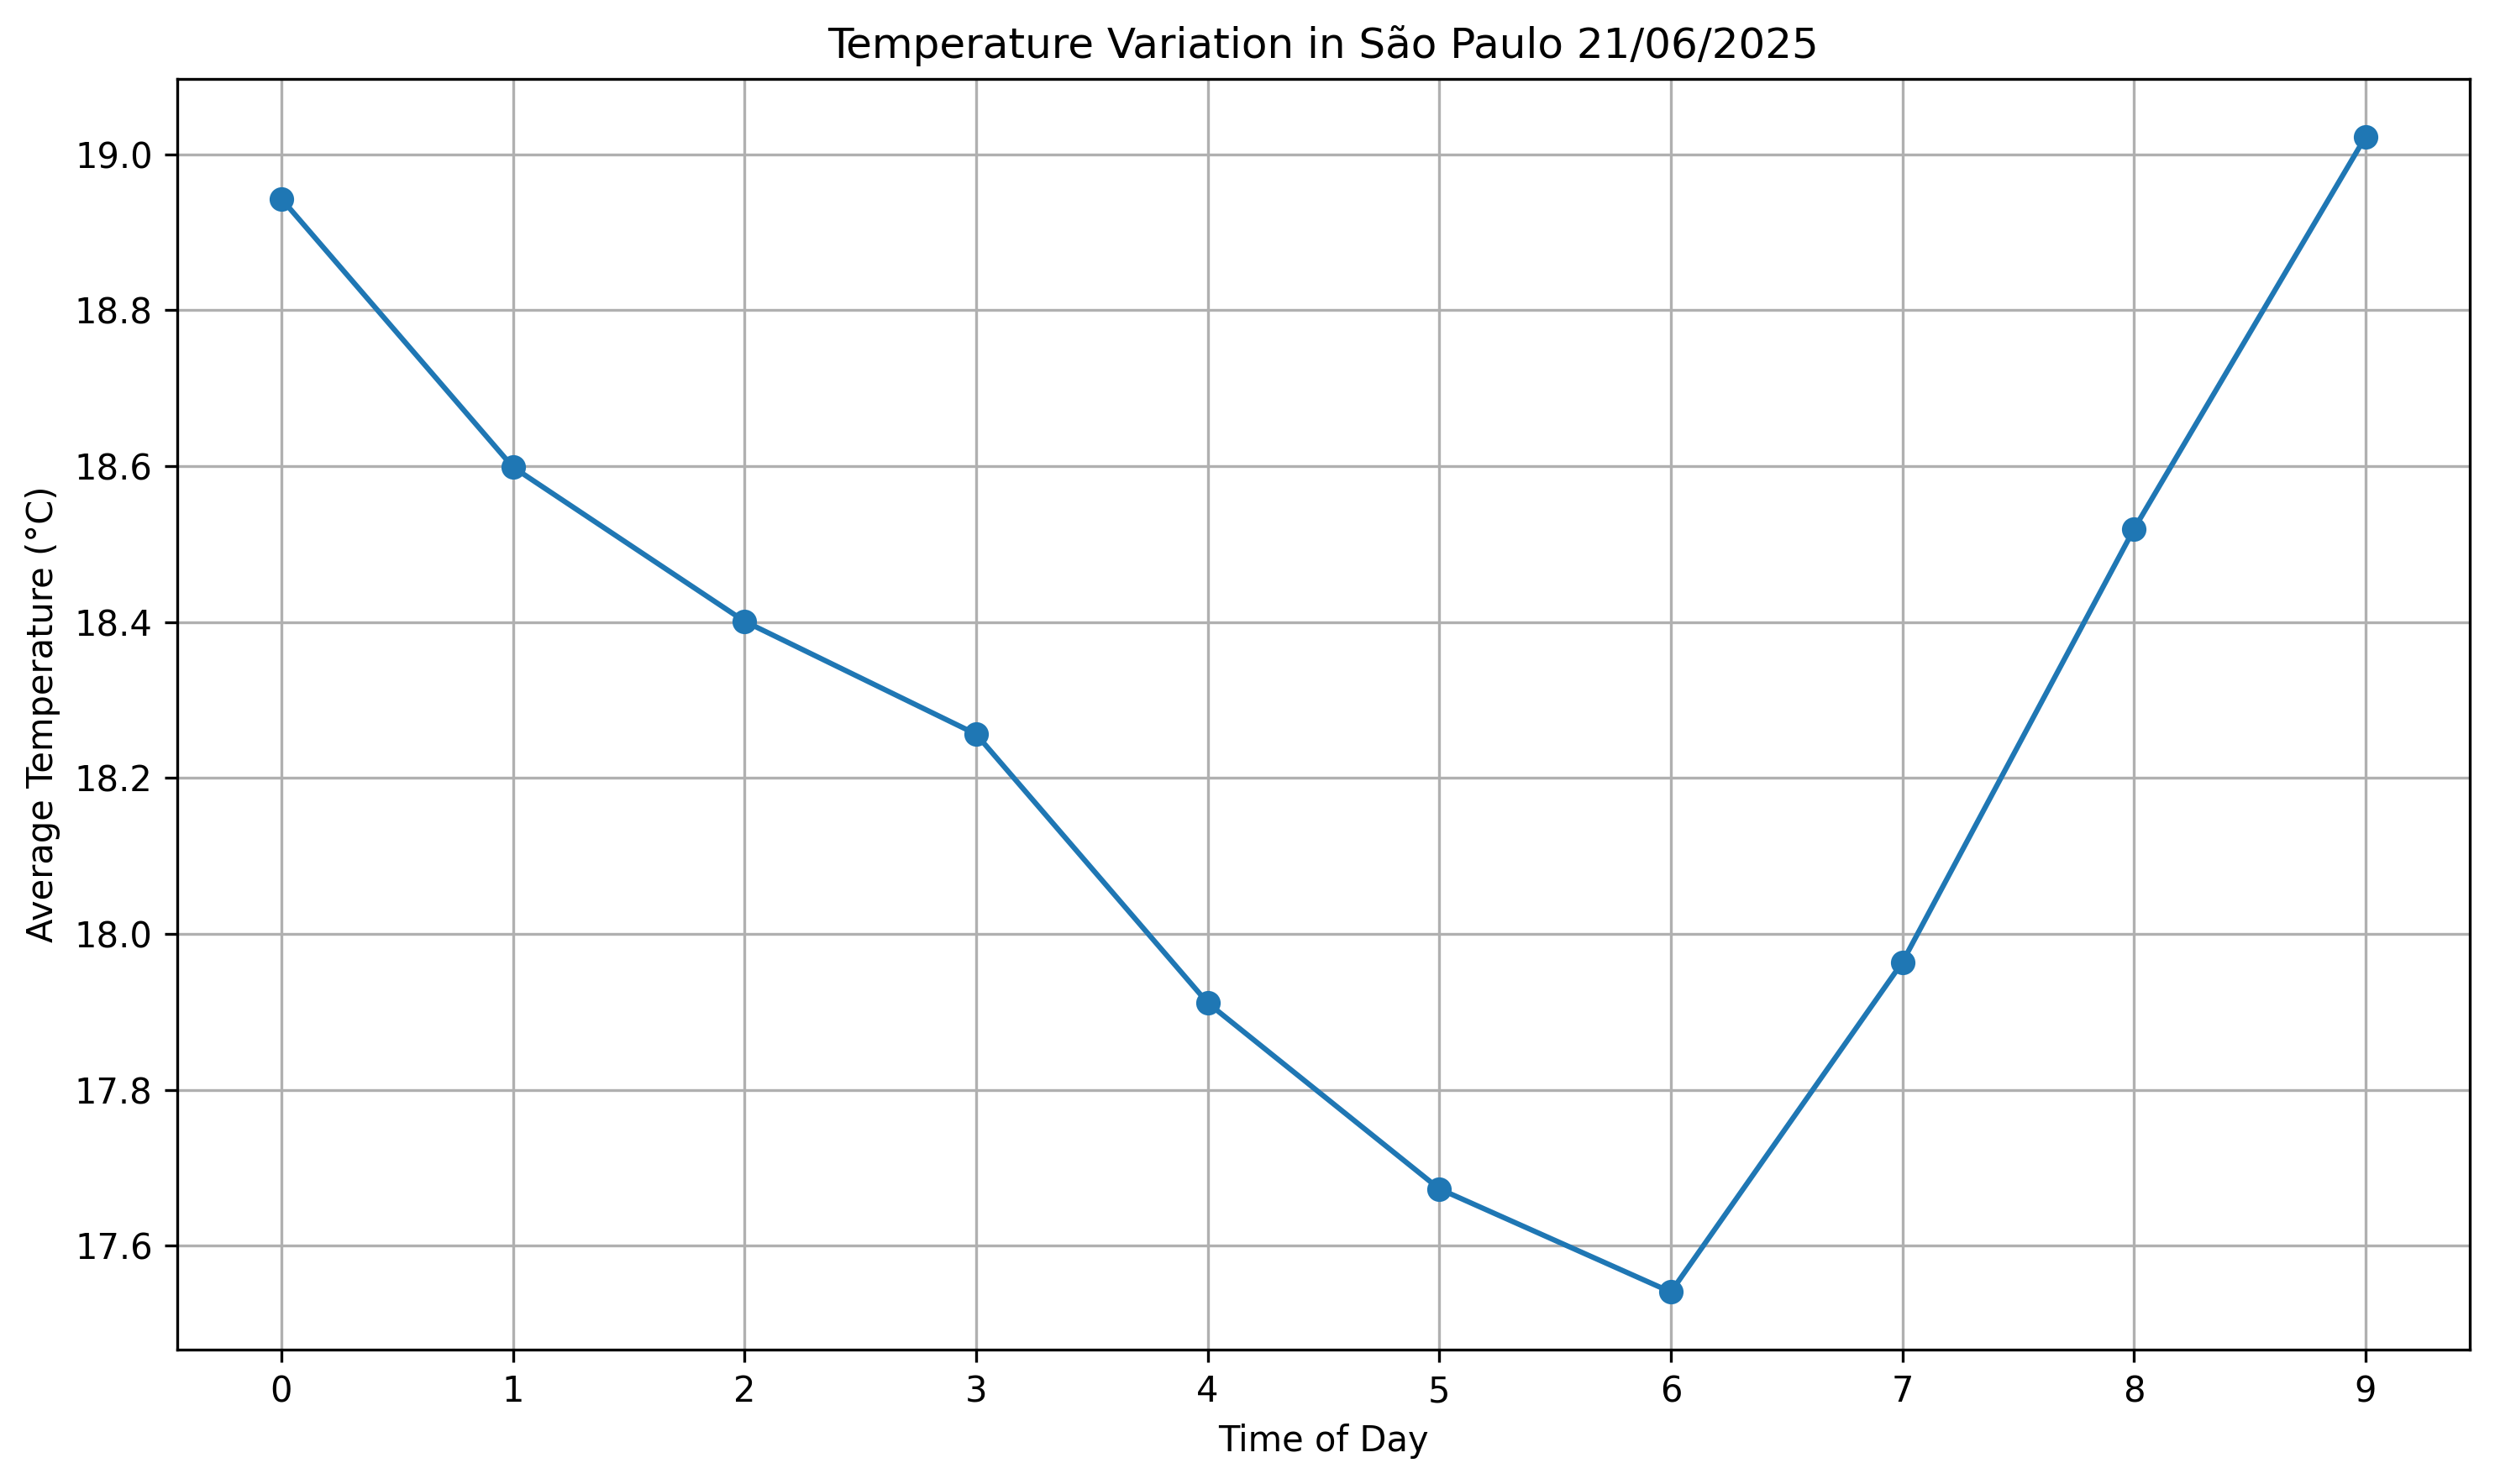 Temperature Variation in São Paulo 21/06/2025
Average Temperature (°C)
19.0
18.8
18.6
18.4
18.2
18.0
17.8
17.6
0 1 2 3 4 5 6 7 8 9
Time of Day